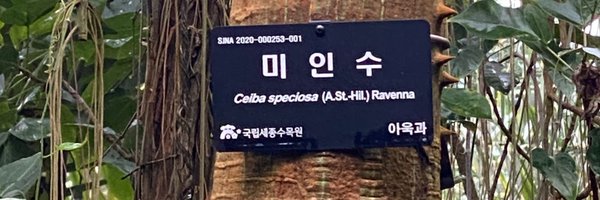 SJNA 2020-000253-001
미인수
Ceiba speciosa (A.St.-Hil.) Ravenna
국립세종수목원 아욱과